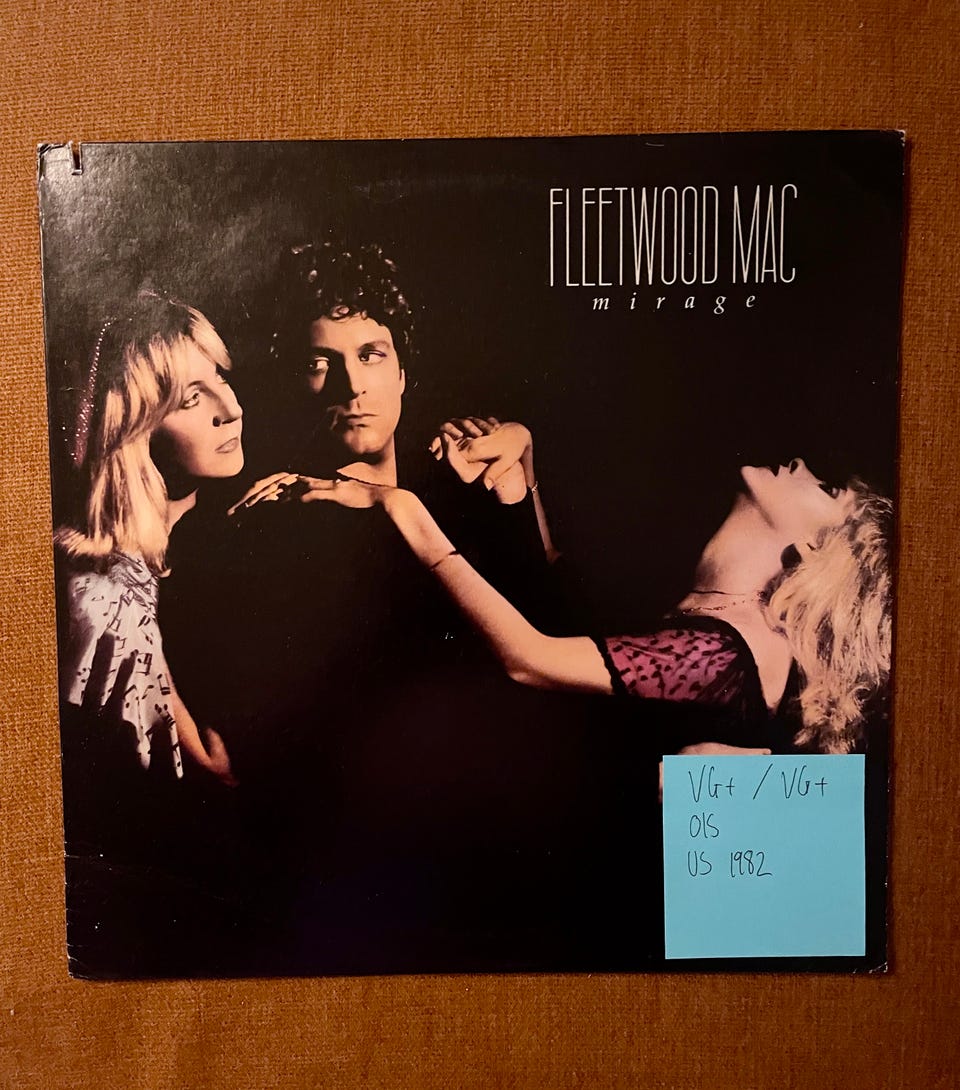 FLEETWOOD MAC
mirage
VG+ / VG+
OIS
US 1982